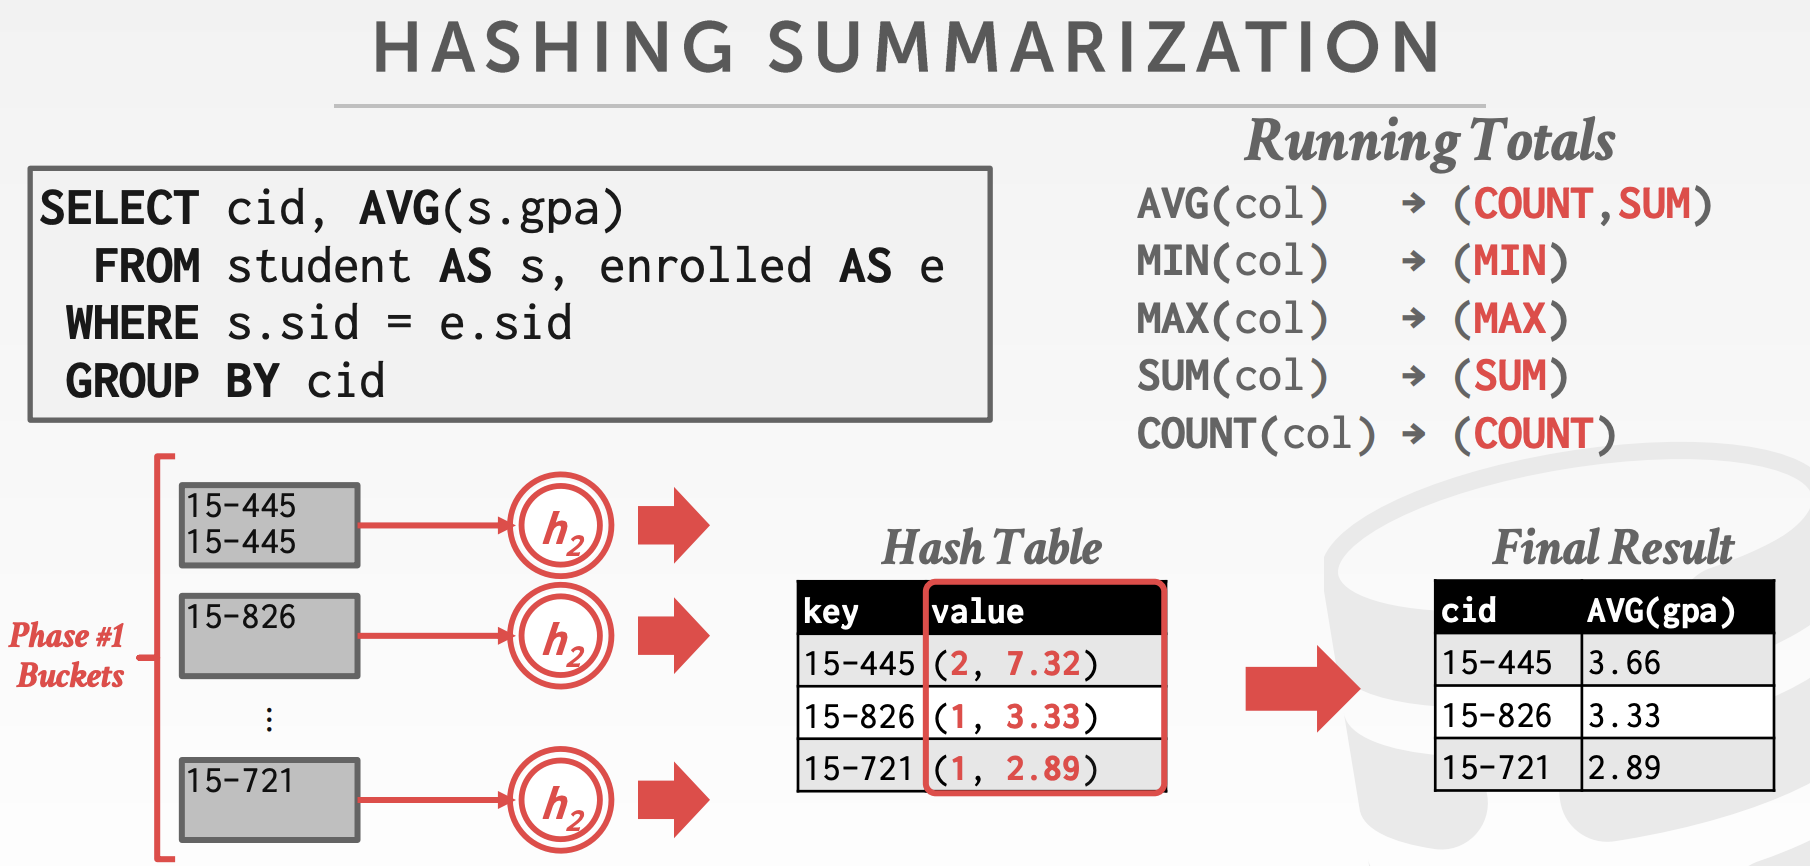 HASHING SUMMARIZATION
SELECT cid, AVG(s.gpa)
FROM student AS s, enrolled AS e
WHERE s.sid = e.sid
GROUP BY cid
Running Totals
AVG(col) → (COUNT,SUM)
MIN(col) → (MIN)
MAX(col) → (MAX)
SUM(col) → (SUM)
COUNT(col) → (COUNT)
Phase #1
Buckets
15-445
15-445
h2
15-826
h2
⋮
15-721
h2
Hash Table
key value
15-445 (2, 7.32)
15-826 (1, 3.33)
15-721 (1, 2.89)
Final Result
cid AVG(gpa)
15-445 3.66
15-826 3.33
15-721 2.89